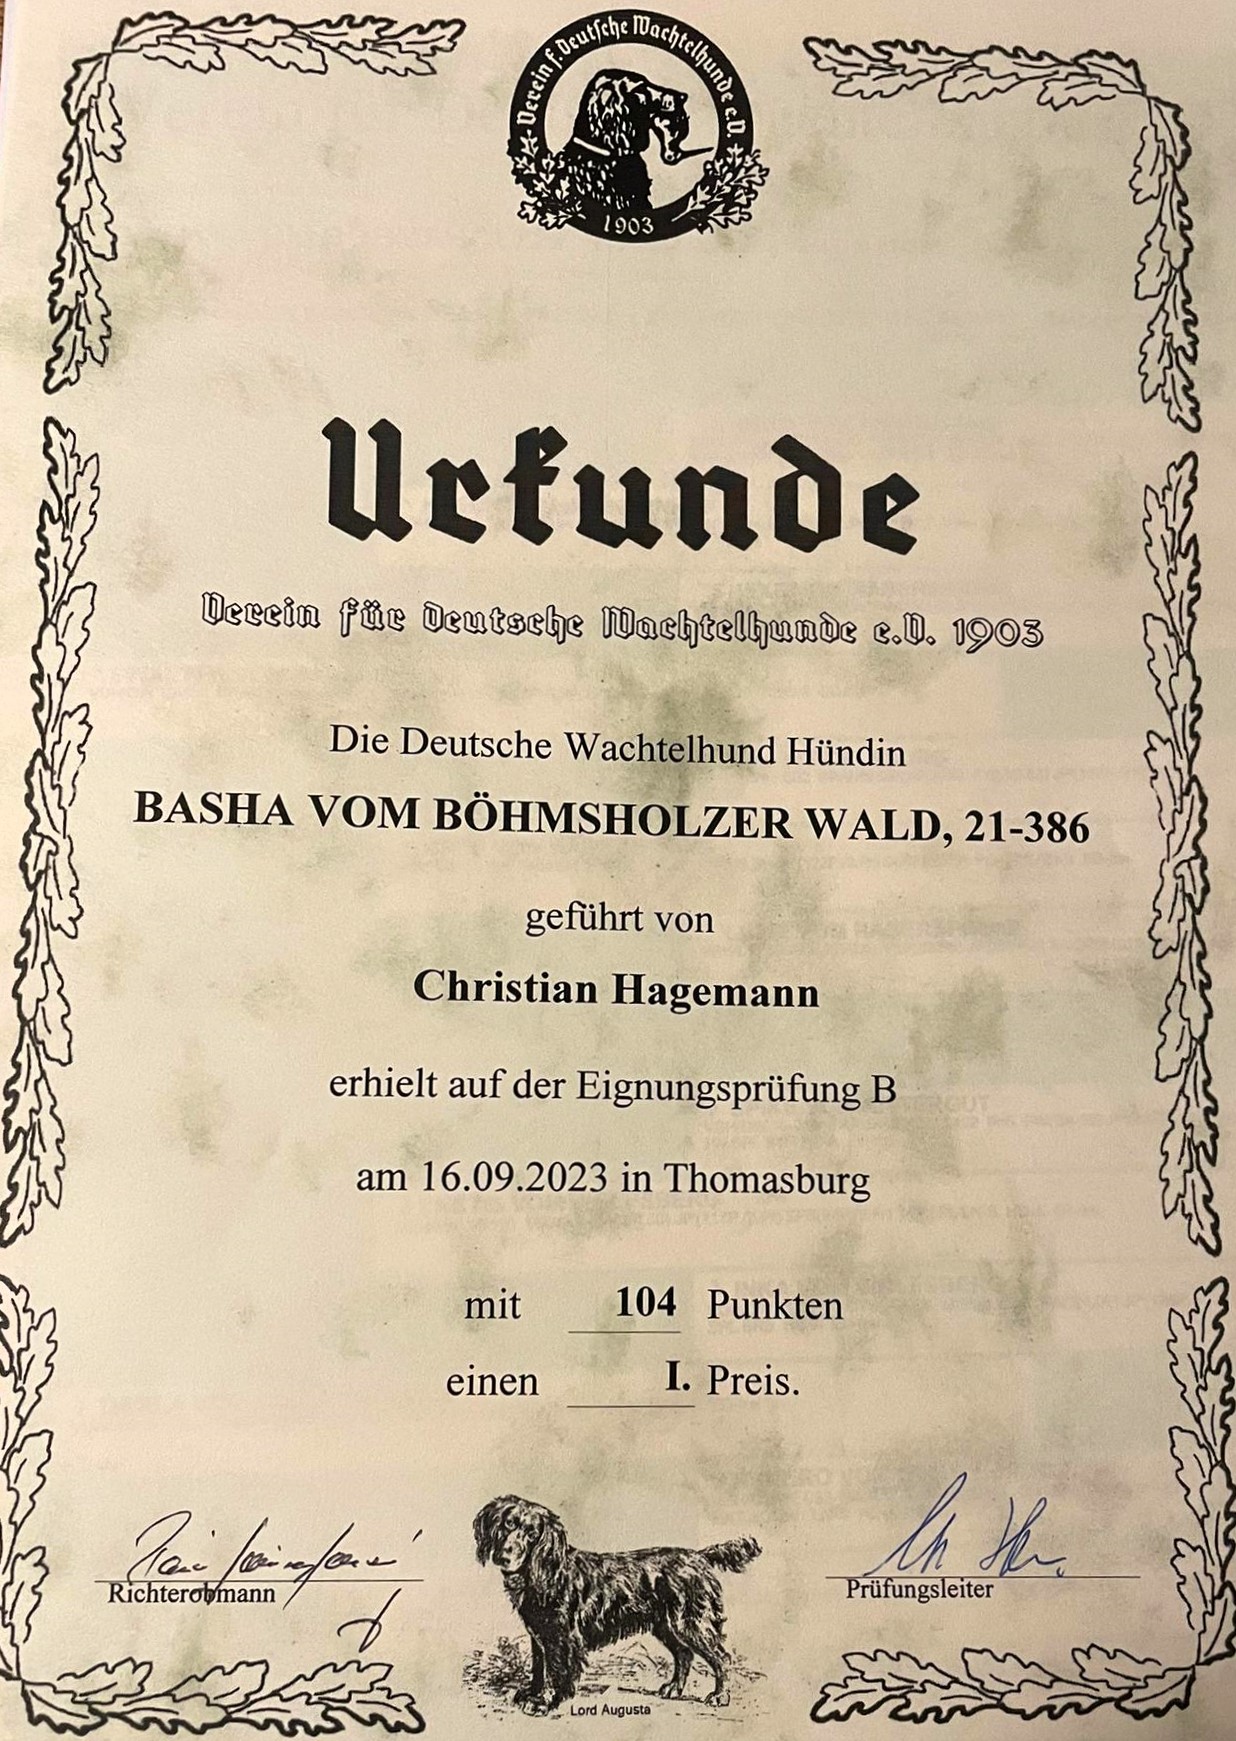 Verein f. Deutsche Wachtelhunde e.V.
1903
Urkunde
Verein für Deutsche Wachtelhunde e.V. 1903
Die Deutsche Wachtelhund Hündin
BASHA VOM BÖHMSHOLZER WALD, 21-386
geführt von
Christian Hagemann
erhielt auf der Eignungsprüfung B
am 16.09.2023 in Thomasburg
mit 104 Punkten
einen I. Preis.
Richterobmann
Prüfungsleiter
Lord Augusta